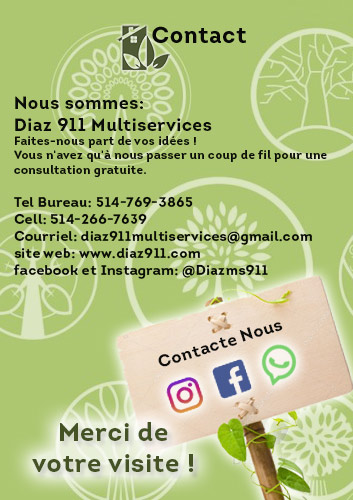 Contact
Nous sommes:
Diaz 911 Multiservices
Faites-nous part de vos idées !
Vous n'avez qu'à nous passer un coup de fil pour une
consultation gratuite.
Tel Bureau: 514-769-3865
Cell: 514-266-7639
Courriel: diaz911multiservices@gmail.com
site web: www.diaz911.com
facebook et Instagram: @Diazms911
Contacte Nous
Merci de
votre visite !